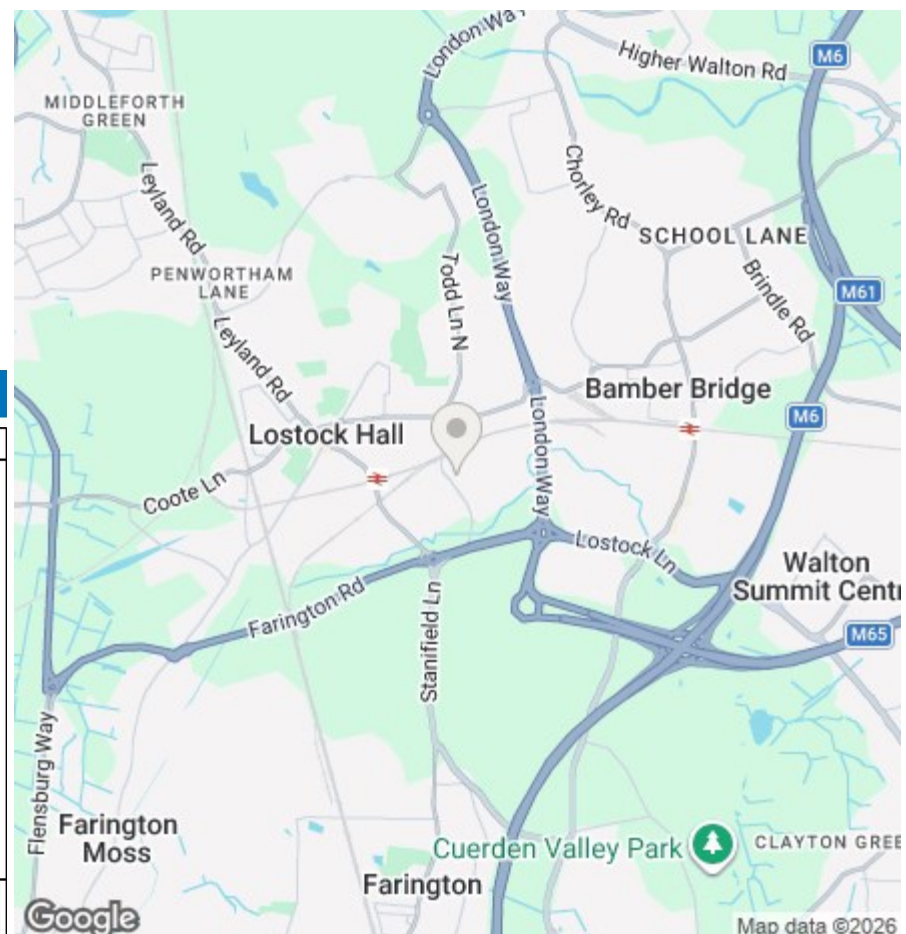 London Way
Higher Walton Rd
M6
MIDDLEFORTH
GREEN
Leyland Rd
London Way
Chorley Rd
SCHOOL LANE
PENWORTHAM
LANE
Todd Ln N
Brindle Rd
M61
Leyland Rd
Bamber Bridge
M6
Lostock Hall
London Way
Coote Ln
Lostock Ln
Walton
Summit Centr
Farington Rd
M65
Stanifield Ln
Flensburg Way
Farington
Moss
Cuerden Valley Park
CLAYTON GREE
Farington
Google
Map data ©2026